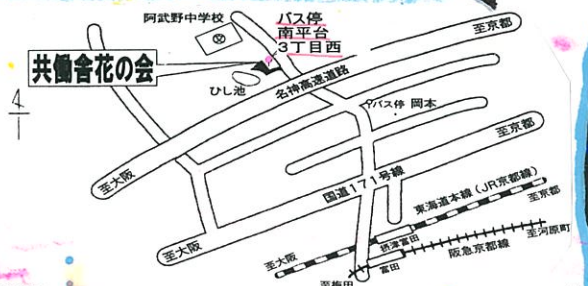 阿武野中学校
バス停
南平台
3丁目西
至京都
共働舎花の会
ひし池
名神高速道路
バス停 岡本
至京都
至大阪
国道171号線
東海道本線(JR京都線)
至京都
至大阪
摂津富田
至大阪
阪急京都線
至河原町
富田
至梅田